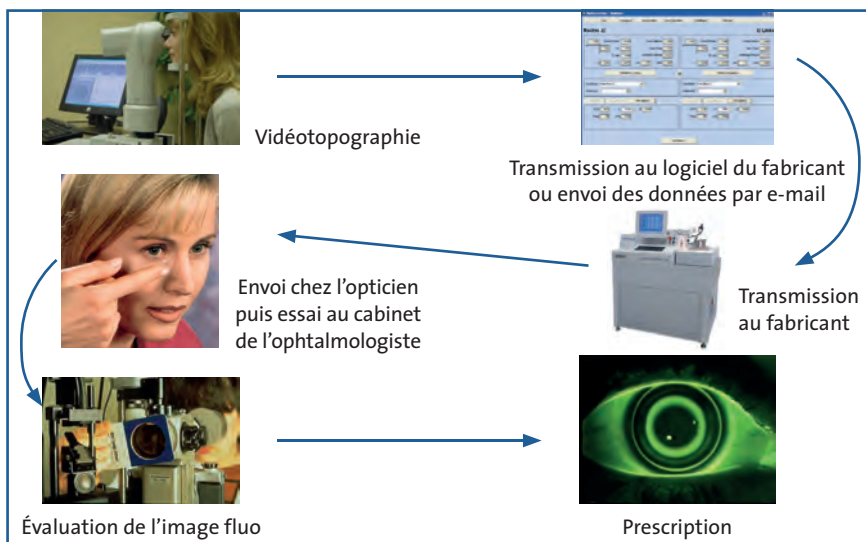 Vidéotopographie
Transmission au logiciel du fabricant
ou envoi des données par e-mail
Transmission
au fabricant
Envoi chez l’opticien
puis essai au cabinet
de l’ophtalmologiste
Évaluation de l’image fluo
Prescription